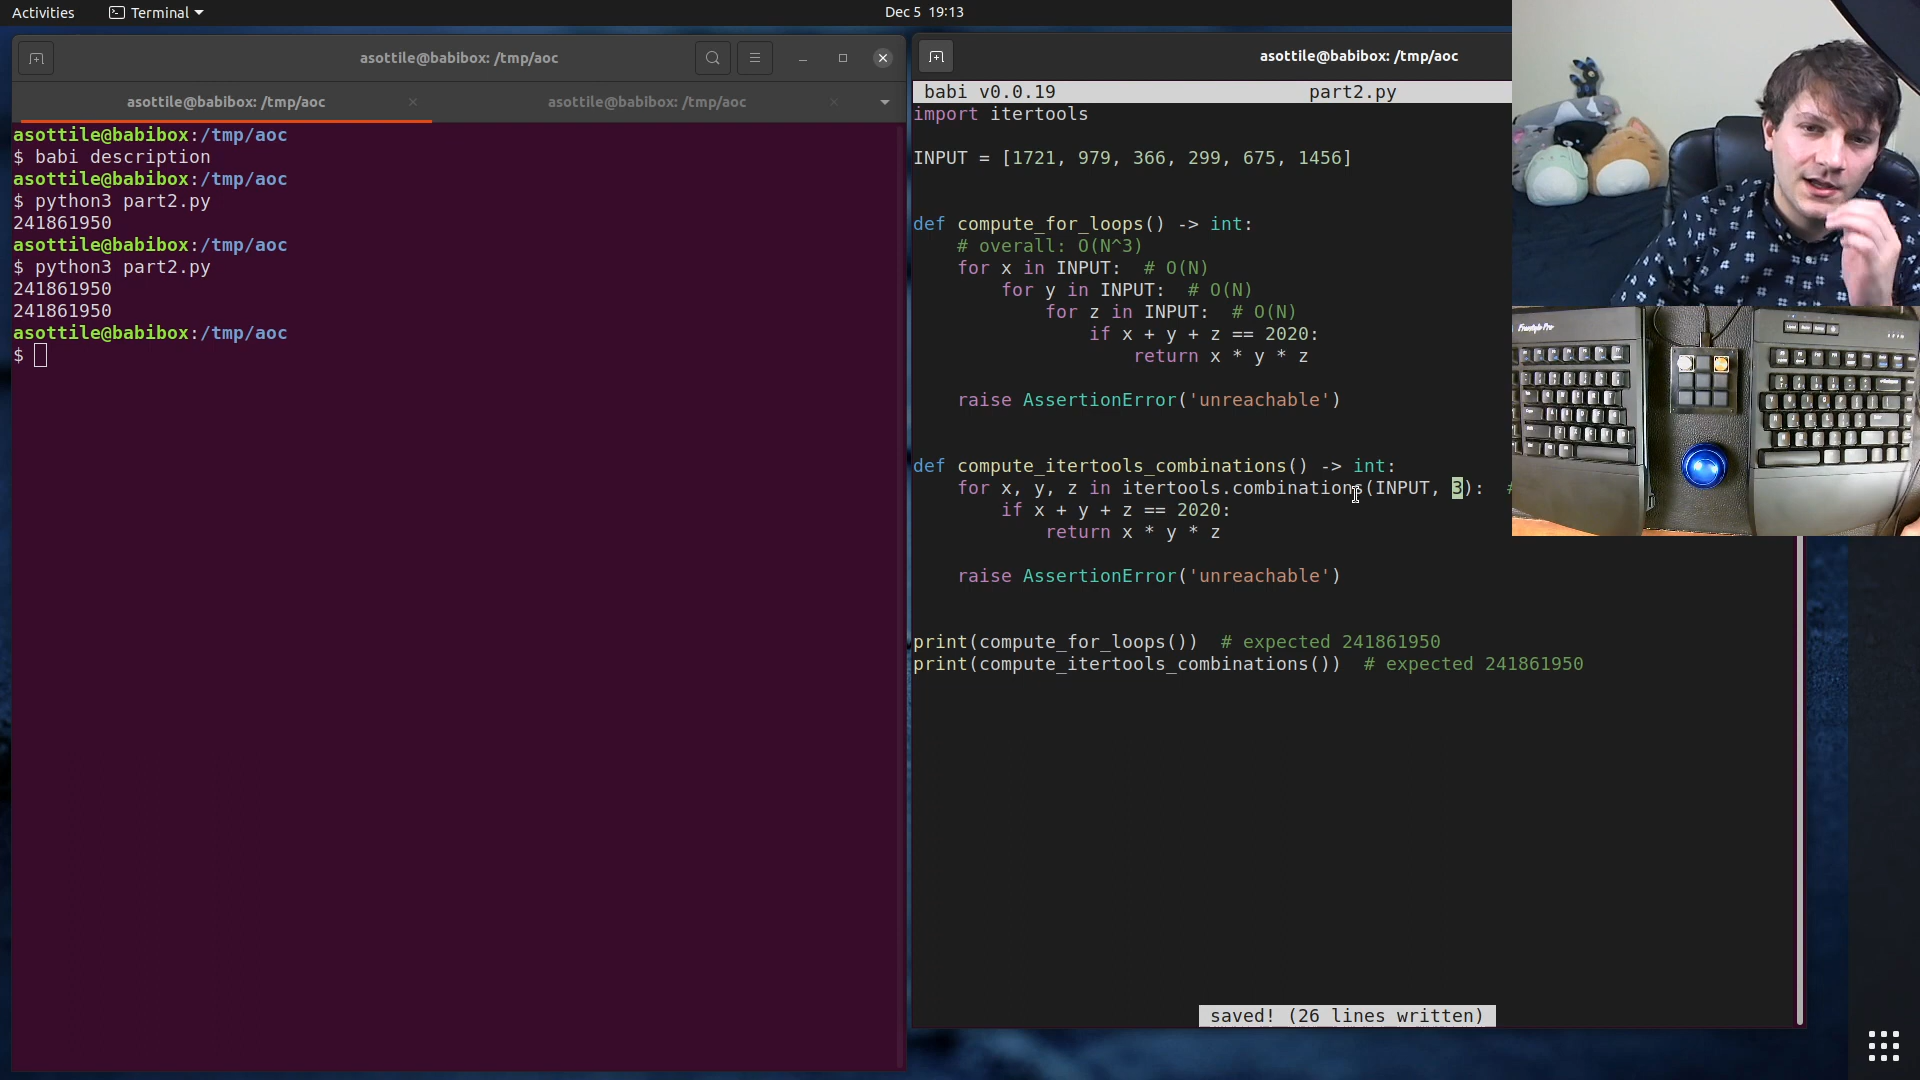 Activities
Terminal
Dec 5 19:13
asottile@babibox: /tmp/aoc
asottile@babibox: /tmp/aoc
asottile@babibox: /tmp/aoc
asottile@babibox:/tmp/aoc
$ babi description
asottile@babibox:/tmp/aoc
$ python3 part2.py
241861950
asottile@babibox:/tmp/aoc
$ python3 part2.py
241861950
241861950
asottile@babibox:/tmp/aoc
$
asottile@babibox: /tmp/aoc
babi v0.0.19 part2.py
import itertools
INPUT = [1721, 979, 366, 299, 675, 1456]
def compute_for_loops() -> int:
# overall: O(N^3)
for x in INPUT:  # O(N)
for y in INPUT:  # O(N)
for z in INPUT:  # O(N)
if x + y + z == 2020:
return x * y * z
raise AssertionError('unreachable')
def compute_itertools_combinations() -> int:
for x, y, z in itertools.combinations(INPUT, 3):  #
if x + y + z == 2020:
return x * y * z
raise AssertionError('unreachable')
print(compute_for_loops())  # expected 241861950
print(compute_itertools_combinations())  # expected 241861950
saved! (26 lines written)
Freestyle Pro